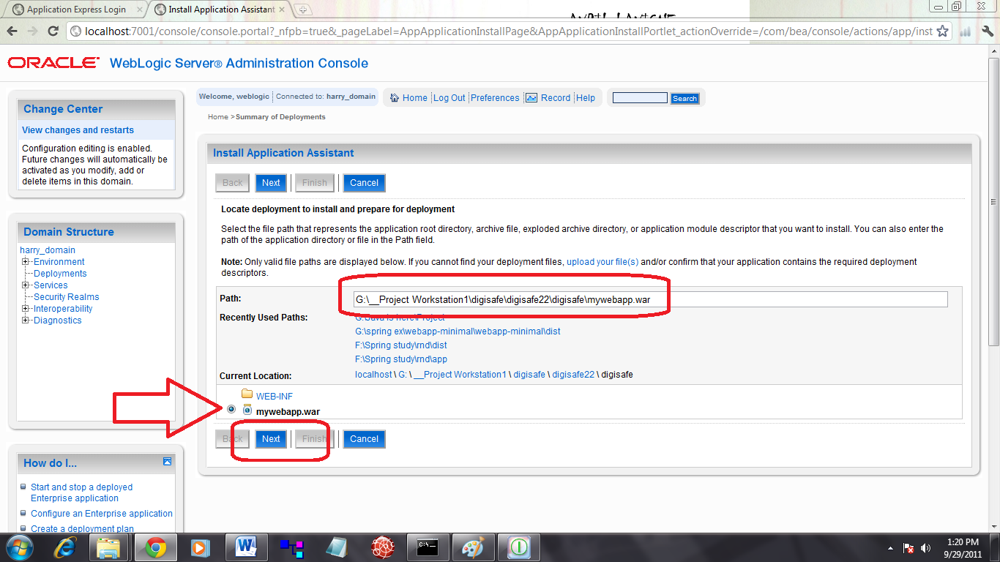 Application Express Login
Install Application Assistant
localhost:7001/console/console.portal?_nfpb=true&_pageLabel=AppApplicationInstallPage&AppApplicationInstallPortlet_actionOverride=/com/bea/console/actions/app/inst
ORACLE WebLogic Server® Administration Console
Change Center
View changes and restarts
Configuration editing is enabled.
Future changes will automatically be
activated as you modify, add or
delete items in this domain.
Domain Structure
harry_domain
Environment
Deployments
Services
Security Realms
Interoperability
Diagnostics
How do I...
Start and stop a deployed
Enterprise application
Configure an Enterprise application
Create a deployment plan
Welcome, weblogic Connected to: harry_domain
Home Log Out Preferences Record Help
Search
Home >Summary of Deployments
Install Application Assistant
Back Next Finish Cancel
Locate deployment to install and prepare for deployment
Select the file path that represents the application root directory, archive file, exploded archive directory, or application module descriptor that you want to install. You can also enter the
path of the application directory or file in the Path field.
Note: Only valid file paths are displayed below. If you cannot find your deployment files, upload your file(s) and/or confirm that your application contains the required deployment
descriptors.
Path: G:\__Project Workstation1\digisafe\digisafe22\digisafe\mywebapp.war
Recently Used Paths:
G:\spring ex\webapp-minimal\webapp-minimal\dist
F:\Spring study\rnd\dist
F:\Spring study\rnd\app
Current Location: localhost \ G: \ __Project Workstation1 \ digisafe \ digisafe22 \ digisafe
WEB-INF
mywebapp.war
Back Next Finish Cancel
1:20 PM
9/29/2011